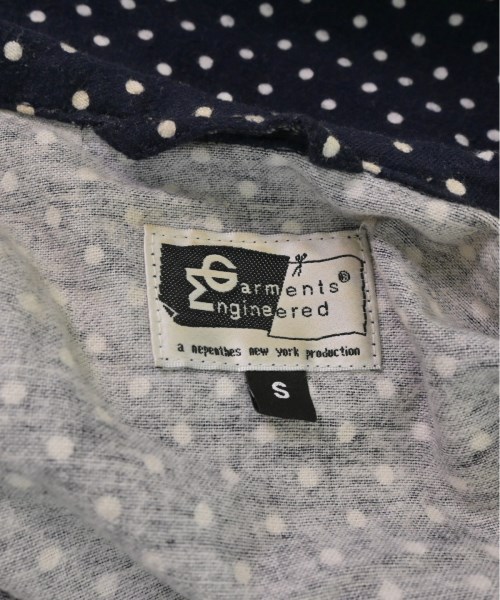 Engineered
Garments®
a nepenthes new york production
S